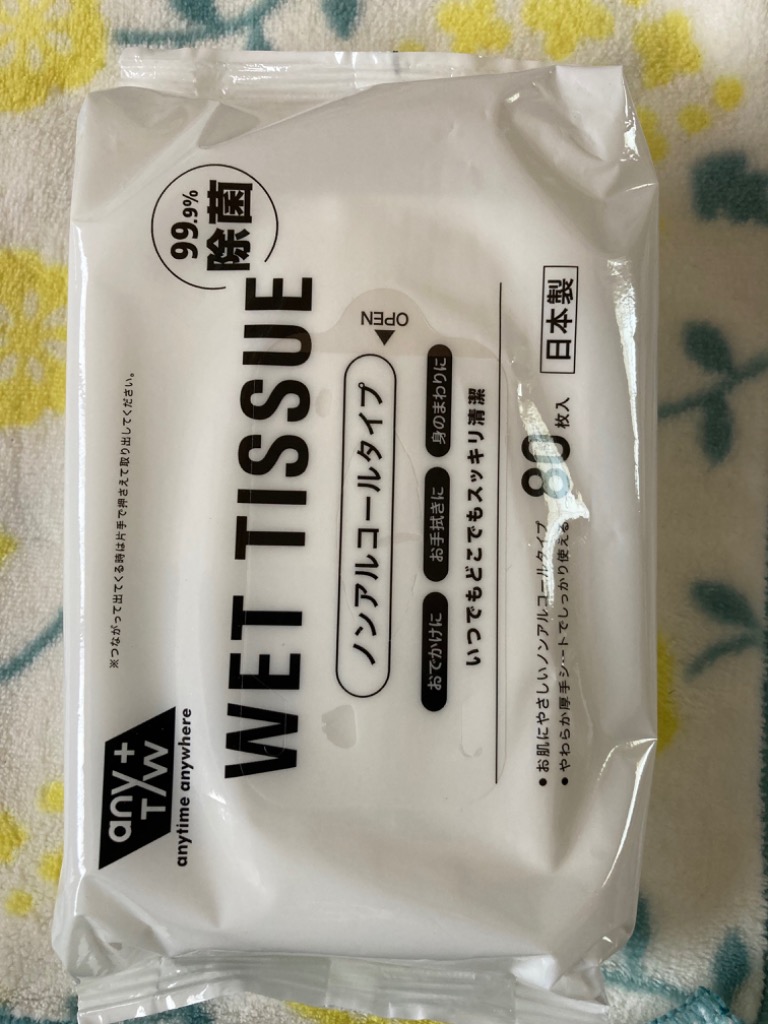 any+
T/W
anytime anywhere
※つながって出てくる時は片手で押さえて取り出してください。
99.9%
除菌
WET TISSUE
OPEN
ノンアルコールタイプ
おでかけに
お手拭きに
身のまわりに
いつでもどこでもスッキリ清潔
●お肌にやさしいノンアルコールタイプ
●やわらか厚手シートでしっかり使える
80枚入
日本製